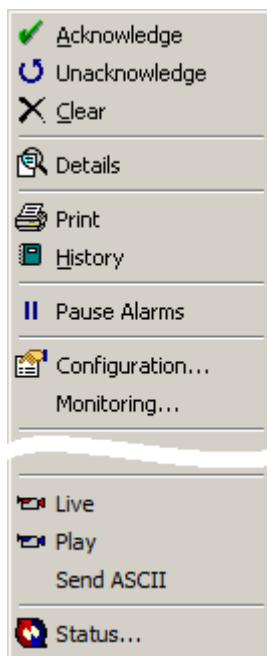 Acknowledge
Unacknowledge
Clear
Details
Print
History
Pause Alarms
Configuration...
Monitoring...
Live
Play
Send ASCII
Status...